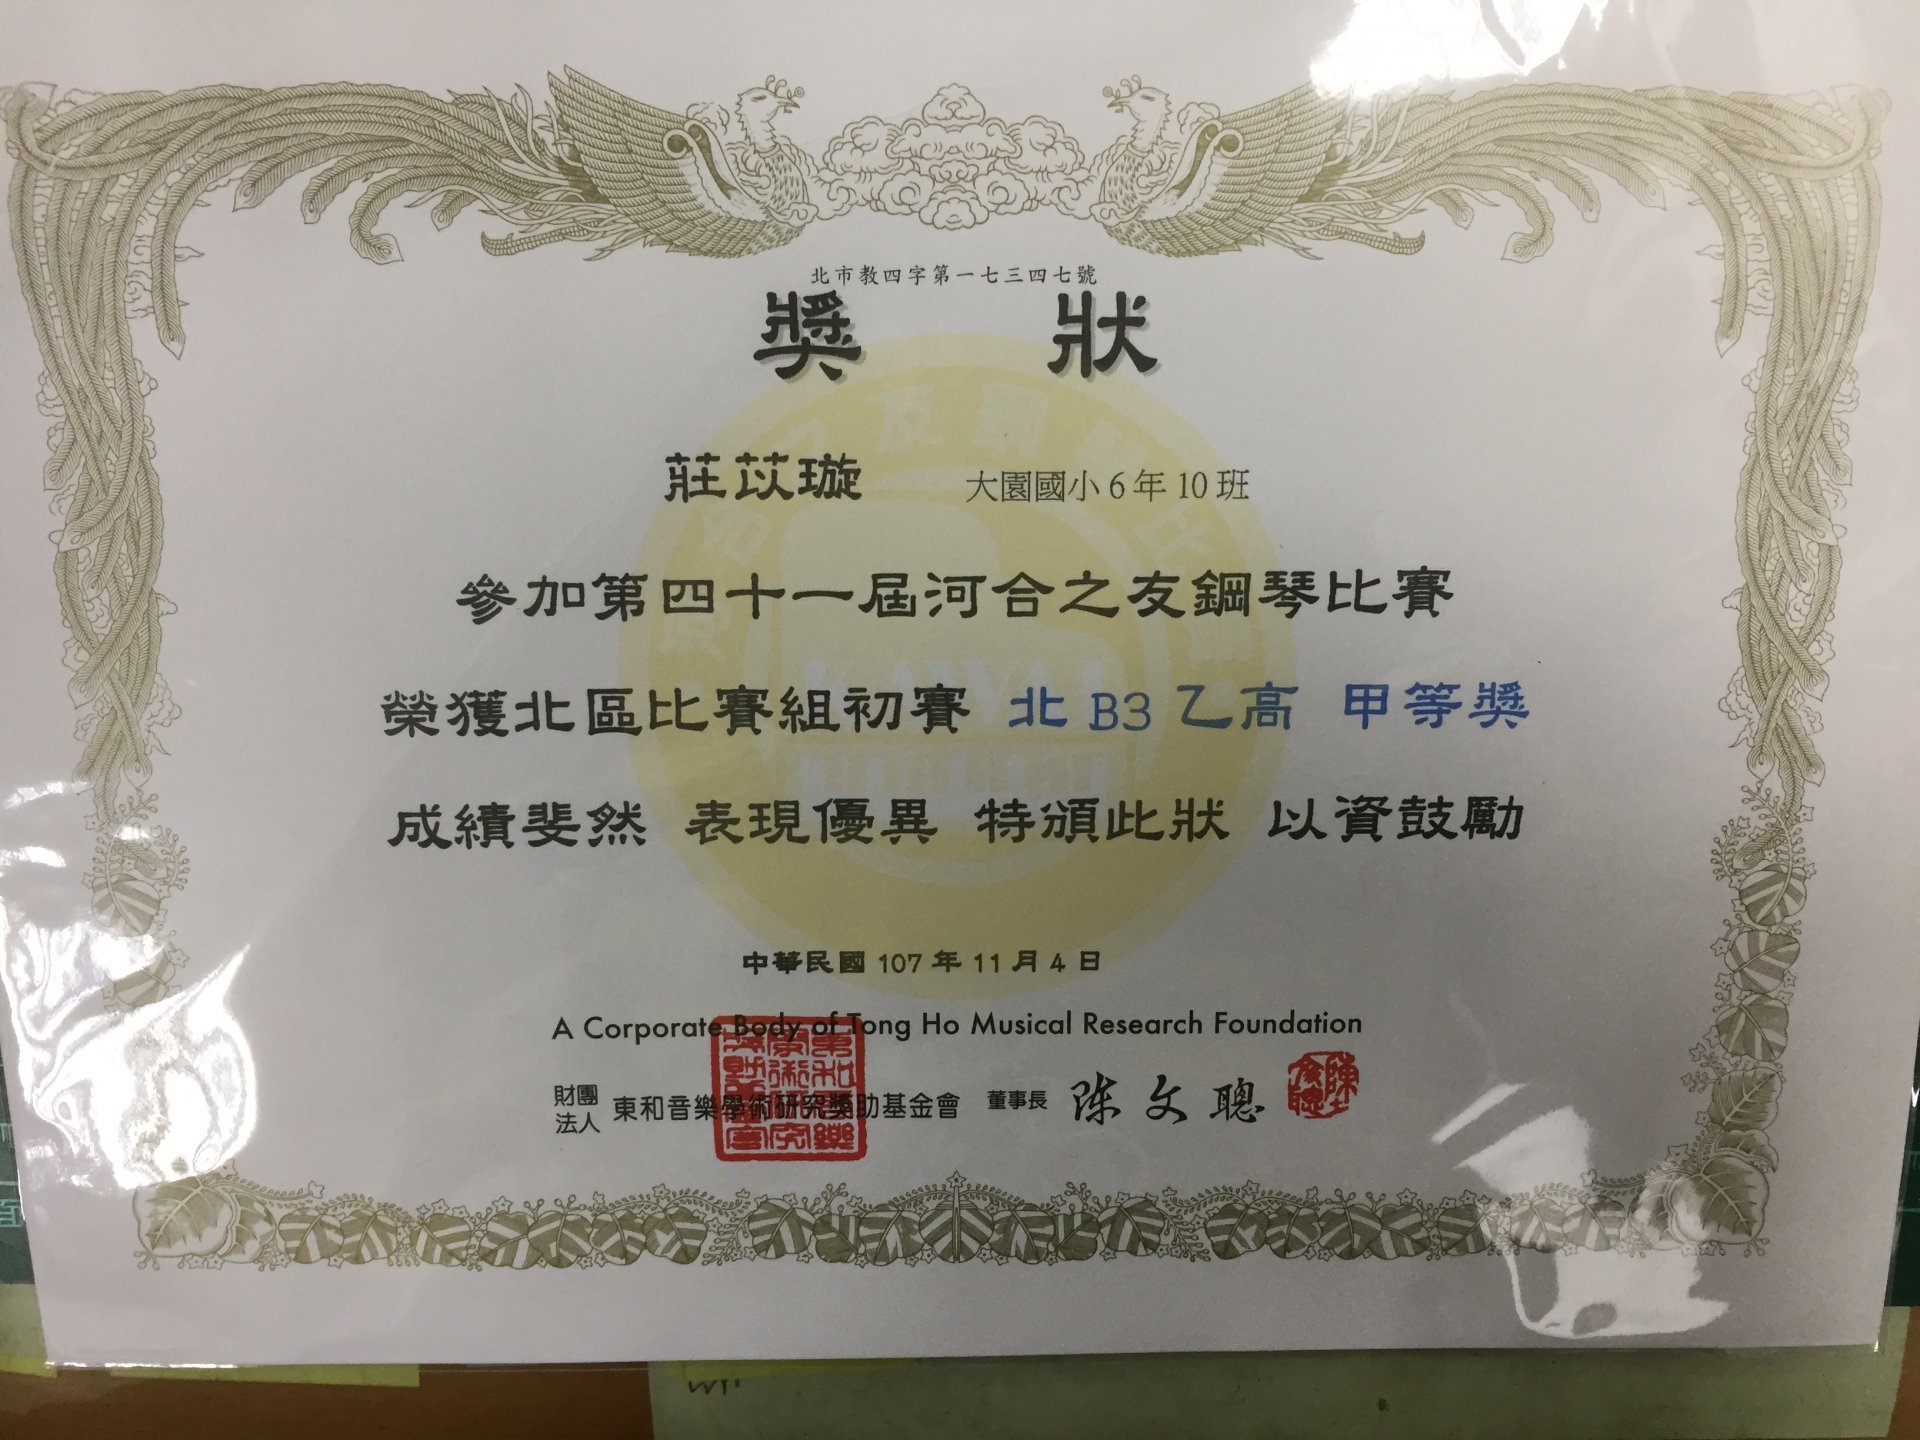 北市教四字第一七三四七號
獎 狀
莊苡璇 大園國小6年10班
參加第四十一屆河合之友鋼琴比賽
榮獲北區比賽組初賽 北B3乙高 甲等獎
成績斐然 表現優異 特頒此狀 以資鼓勵
中華民國107年11月4日
A Corporate Body of Tong Ho Musical Research Foundation
財團法人 東和音樂學術研究獎助基金會 董事長 陈文聰